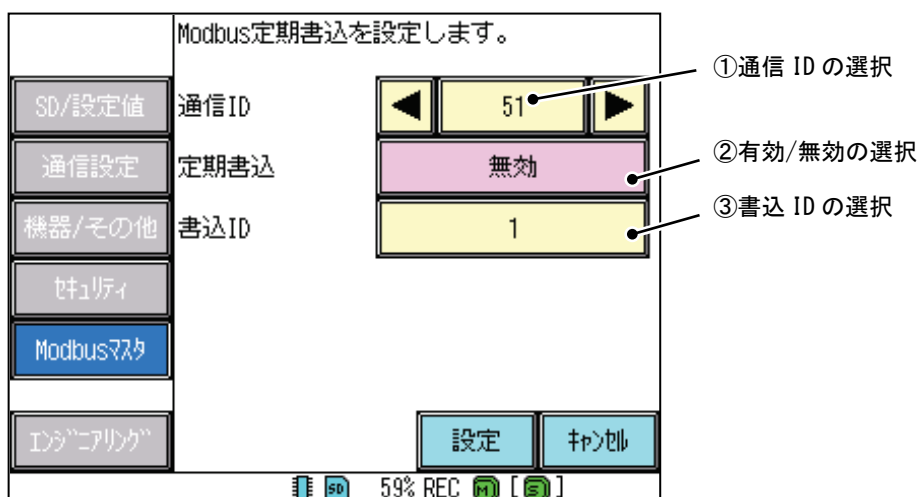 Modbus定期書込を設定します。
①通信 ID の選択
SD/設定値
通信ID
51
②有効/無効の選択
通信設定
定期書込
無効
③書込 ID の選択
機器/その他
書込ID
1
ｾｷｭﾘﾃｨ
Modbusﾏｽﾀ
ｴﾝｼﾞﾆｱﾘﾝｸﾞ
設定
ｷｬﾝｾﾙ
SD
59% REC M [S]